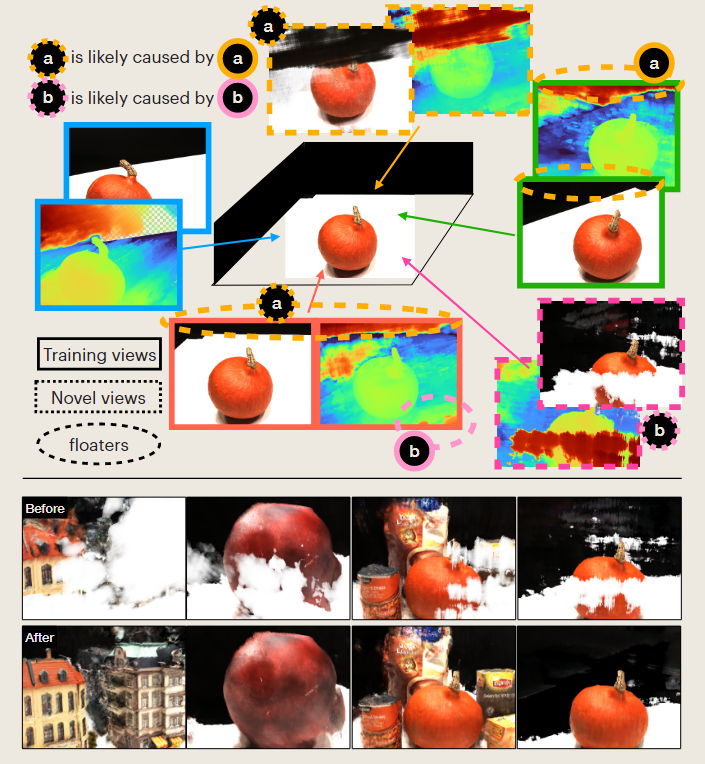 a
a is likely caused by a
b is likely caused by b
a
a
Training views
Novel views
floaters
b
b
Before
After